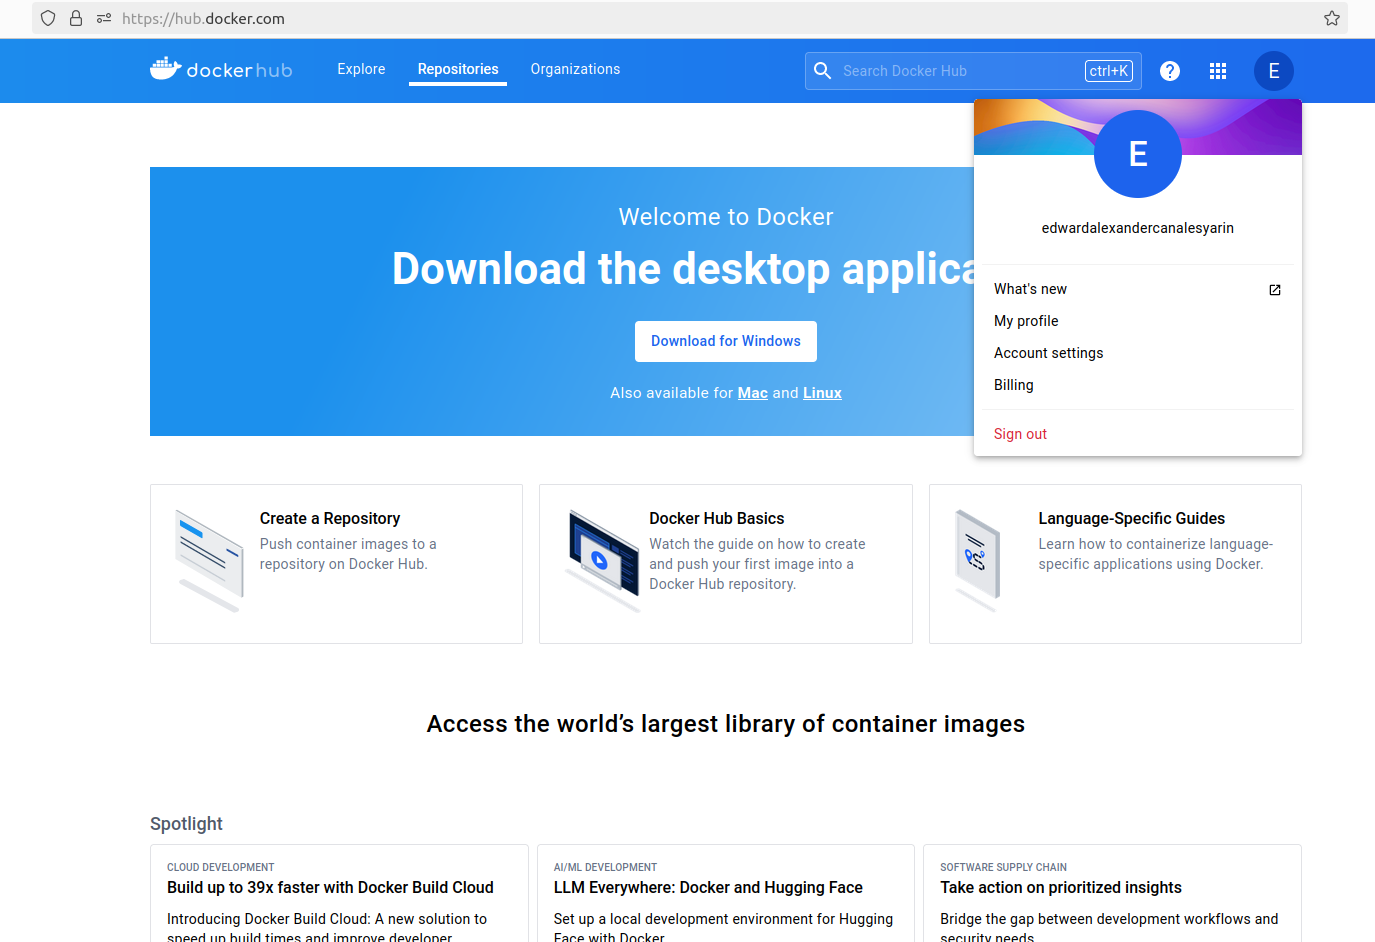 https://hub.docker.com
dockerhub
Explore
Repositories
Organizations
Search Docker Hub
ctrl+K
?
E
E
edwardalexandercanalesyarin
What's new
My profile
Account settings
Billing
Sign out
Welcome to Docker
Download the desktop applica
Download for Windows
Also available for Mac and Linux
Create a Repository
Push container images to a
repository on Docker Hub.
Docker Hub Basics
Watch the guide on how to create
and push your first image into a
Docker Hub repository.
Language-Specific Guides
Learn how to containerize language-
specific applications using Docker.
Access the world’s largest library of container images
Spotlight
CLOUD DEVELOPMENT
Build up to 39x faster with Docker Build Cloud
Introducing Docker Build Cloud: A new solution to
speed up build times and improve developer
AI/ML DEVELOPMENT
LLM Everywhere: Docker and Hugging Face
Set up a local development environment for Hugging
Face with Docker
SOFTWARE SUPPLY CHAIN
Take action on prioritized insights
Bridge the gap between development workflows and
security needs